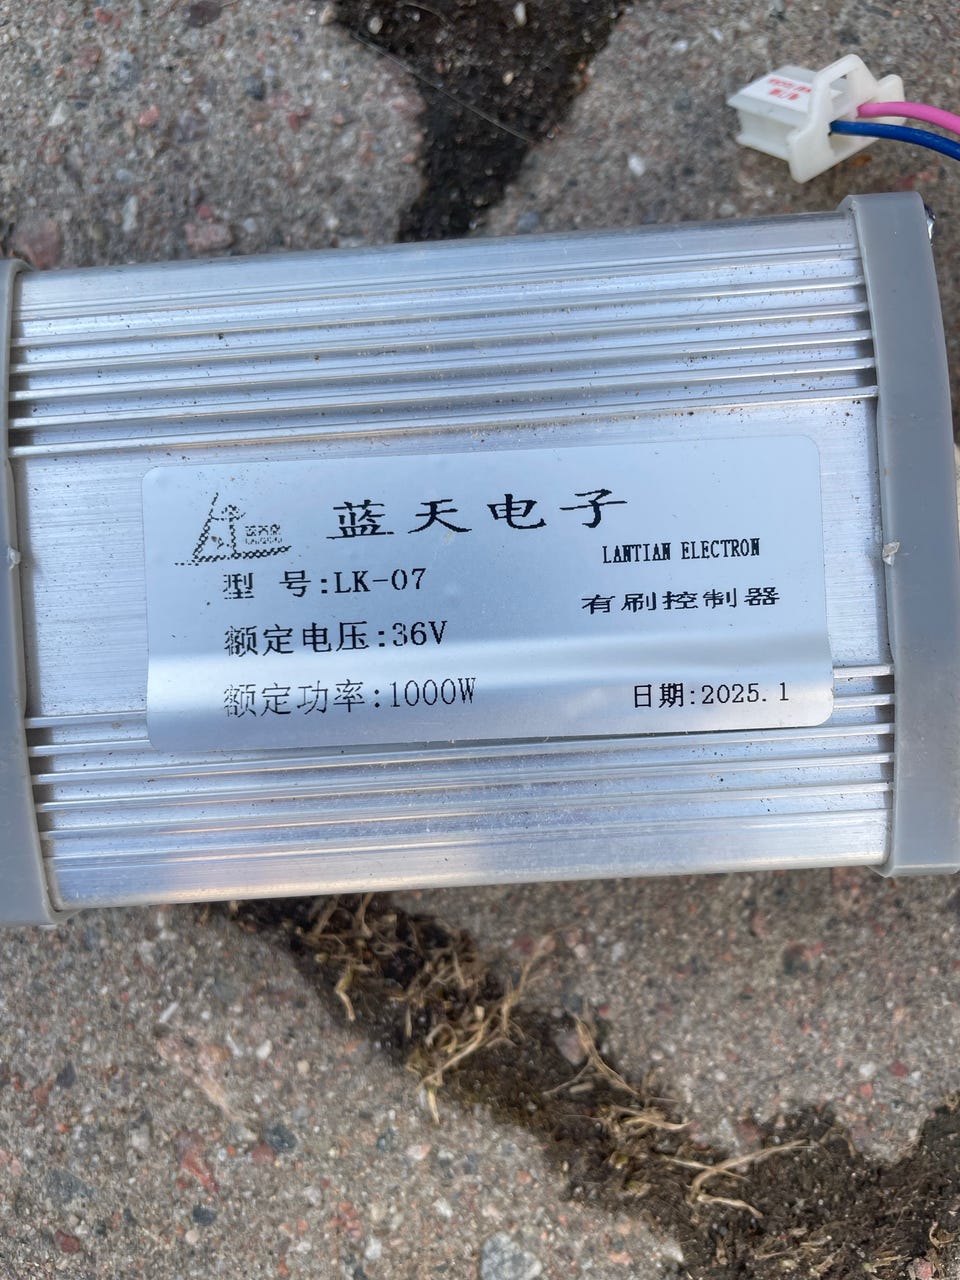 蓝天电子
LANTIAN ELECTRON
型 号:LK-07
有刷控制器
额定电压:36V
额定功率:1000W
日期:2025.1